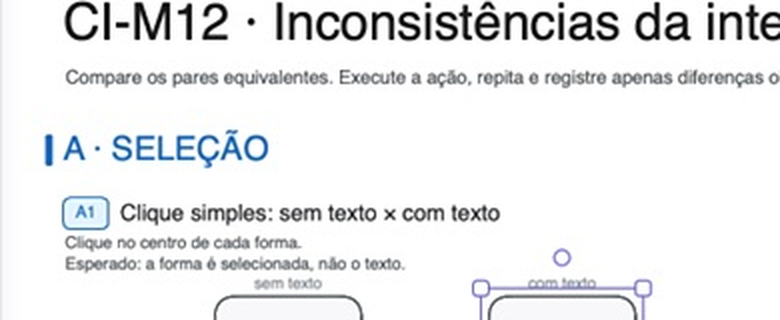 CI-M12 · Inconsistências da inte
Compare os pares equivalentes. Execute a ação, repita e registre apenas diferenças o
A · SELEÇÃO
A1 Clique simples: sem texto × com texto
Clique no centro de cada forma.
Esperado: a forma é selecionada, não o texto.
sem texto com texto